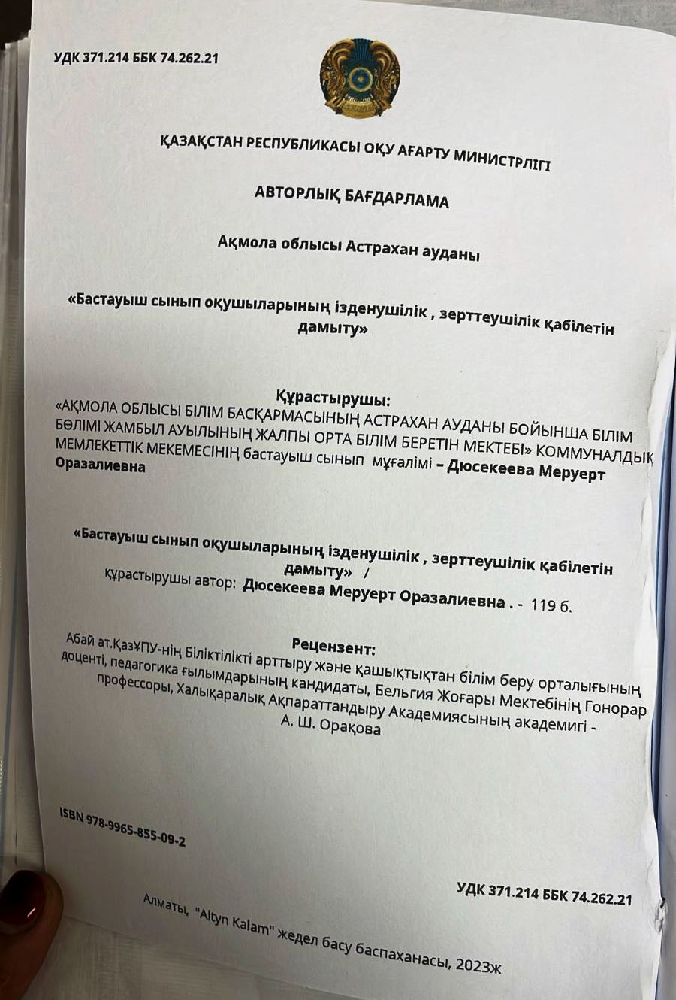 УДК 371.214 ББК 74.262.21
ҚАЗАҚСТАН РЕСПУБЛИКАСЫ ОҚУ АҒАРТУ МИНИСТРЛІГІ
АВТОРЛЫҚ БАҒДАРЛАМА
Ақмола облысы Астрахан ауданы
«Бастауыш сынып оқушыларының ізденушілік , зерттеушілік қабілетін
дамыту»
Құрастырушы:
«АҚМОЛА ОБЛЫСЫ БІЛІМ БАСҚАРМАСЫНЫҢ АСТРАХАН АУДАНЫ БОЙЫНША БІЛІМ
БӨЛІМІ ЖАМБЫЛ АУЫЛЫНЫҢ ЖАЛПЫ ОРТА БІЛІМ БЕРЕТІН МЕКТЕБІ» КОММУНАЛДЫҚ
МЕМЛЕКЕТТІК МЕКЕМЕСІНІҢ бастауыш сынып мұғалімі – Дюсекеева Меруерт
Оразалиевна
«Бастауыш сынып оқушыларының ізденушілік , зерттеушілік қабілетін
дамыту» /
құрастырушы автор: Дюсекеева Меруерт Оразалиевна . - 119 б.
Рецензент:
Абай ат.ҚазҰПУ-нің Біліктілікті арттыру және қашықтықтан білім беру орталығының
доценті, педагогика ғылымдарының кандидаты, Бельгия Жоғары Мектебінің Гонорар
профессоры, Халықаралық Ақпараттандыру Академиясының академигі -
А. Ш. Орақова
ISBN 978-9965-855-09-2
УДК 371.214 ББК 74.262.21
Алматы, "Altyn Kalam" жедел басу баспаханасы, 2023ж